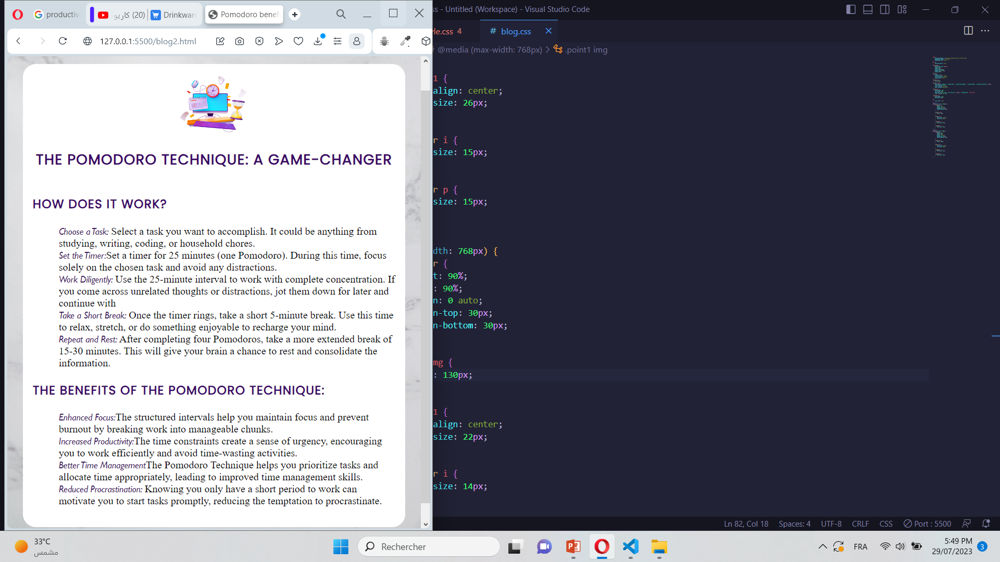 productiv
(20) كاريو
Drinkware
Pomodoro benef
127.0.0.1:5500/blog2.html
THE POMODORO TECHNIQUE: A GAME-CHANGER
HOW DOES IT WORK?
Choose a Task: Select a task you want to accomplish. It could be anything from
studying, writing, coding, or household chores.
Set the Timer:Set a timer for 25 minutes (one Pomodoro). During this time, focus
solely on the chosen task and avoid any distractions.
Work Diligently: Use the 25-minute interval to work with complete concentration. If
you come across unrelated thoughts or distractions, jot them down for later and
continue with
Take a Short Break: Once the timer rings, take a short 5-minute break. Use this time
to relax, stretch, or do something enjoyable to recharge your mind.
Repeat and Rest: After completing four Pomodoros, take a more extended break of
15-30 minutes. This will give your brain a chance to rest and consolidate the
information.
THE BENEFITS OF THE POMODORO TECHNIQUE:
Enhanced Focus:The structured intervals help you maintain focus and prevent
burnout by breaking work into manageable chunks.
Increased Productivity:The time constraints create a sense of urgency, encouraging
you to work efficiently and avoid time-wasting activities.
Better Time ManagementThe Pomodoro Technique helps you prioritize tasks and
allocate time appropriately, leading to improved time management skills.
Reduced Procrastination: Knowing you only have a short period to work can
motivate you to start tasks promptly, reducing the temptation to procrastinate.
ss - Untitled (Workspace) - Visual Studio Code
yle.css 4
# blog.css
@media (max-width: 768px) > .point1 img
1 {
align: center;
size: 26px;
r i {
size: 15px;
r p {
size: 15px;
dth: 768px) {
r {
t: 90%;
: 90%;
n: 0 auto;
n-top: 30px;
n-bottom: 30px;
mg {
: 130px;
1 {
align: center;
size: 22px;
r i {
size: 14px;
Ln 82, Col 18
Spaces: 4
UTF-8
CRLF
CSS
Port : 5500
33°C
مشمس
Rechercher
FRA
5:49 PM
29/07/2023
3